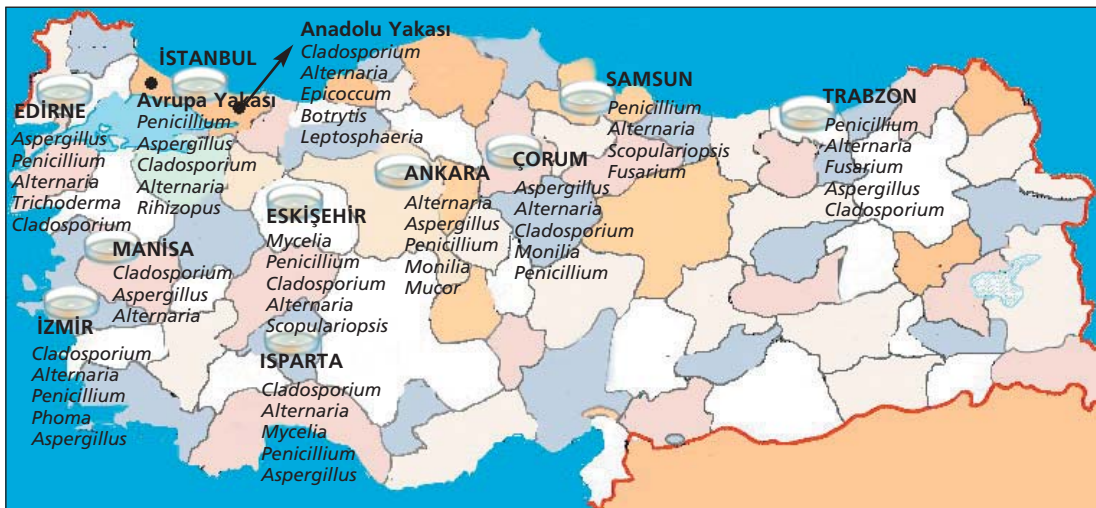 EDİRNE
Aspergillus
Penicillium
Alternaria
Trichoderma
Cladosporium
İSTANBUL
Avrupa Yakası
Penicillium
Aspergillus
Cladosporium
Alternaria
Rihizopus
Anadolu Yakası
Cladosporium
Alternaria
Epicoccum
Botrytis
Leptosphaeria
SAMSUN
Penicillium
Alternaria
Scopulariopsis
Fusarium
TRABZON
Penicillium
Alternaria
Fusarium
Aspergillus
Cladosporium
ÇORUM
Aspergillus
Alternaria
Cladosporium
Monilia
Penicillium
ANKARA
Alternaria
Aspergillus
Penicillium
Monilia
Mucor
ESKİŞEHİR
Mycelia
Penicillium
Cladosporium
Alternaria
Scopulariopsis
MANİSA
Cladosporium
Aspergillus
Alternaria
İZMİR
Cladosporium
Alternaria
Penicillium
Phoma
Aspergillus
ISPARTA
Cladosporium
Alternaria
Mycelia
Penicillium
Aspergillus